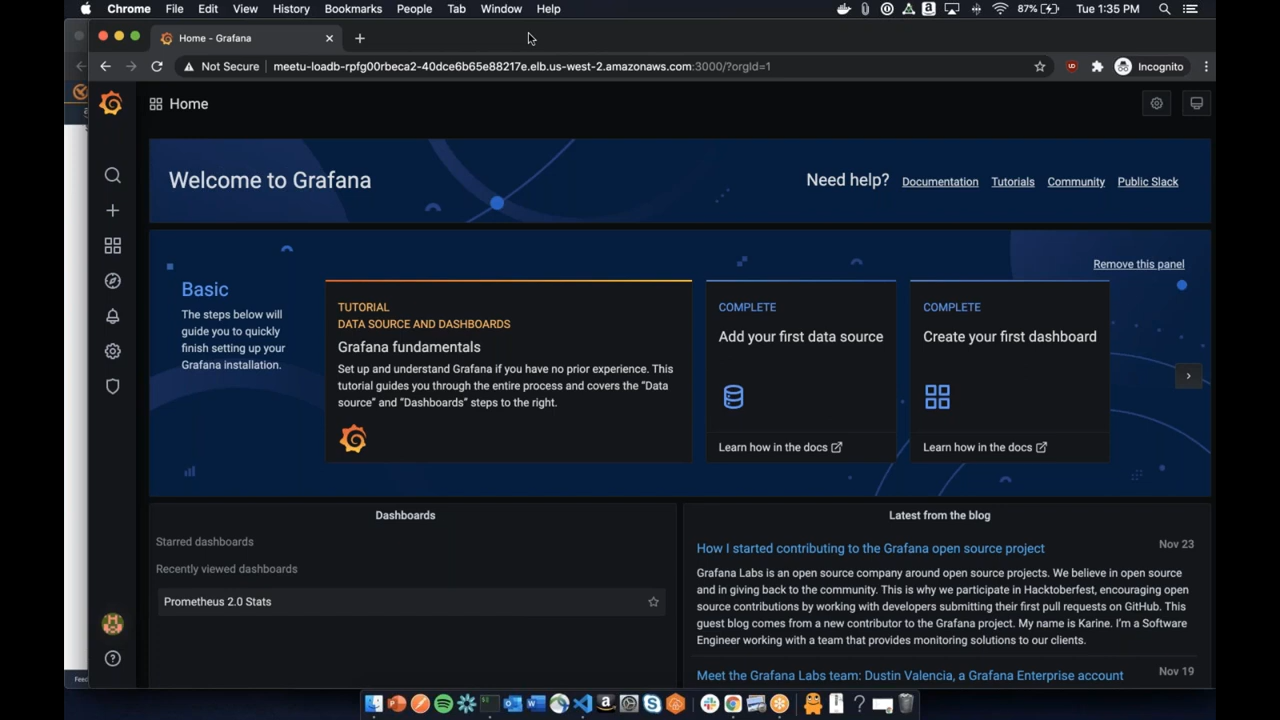 Chrome File Edit View History Bookmarks People Tab Window Help 87% Tue 1:35 PM
Home - Grafana
Not Secure meetu-loadb-rpfg00rbeca2-40dce6b65e88217e.elb.us-west-2.amazonaws.com:3000/?orgId=1 Incognito
Home
Welcome to Grafana
Need help? Documentation Tutorials Community Public Slack
Remove this panel
Basic
The steps below will
guide you to quickly
finish setting up your
Grafana installation.
TUTORIAL
DATA SOURCE AND DASHBOARDS
Grafana fundamentals
Set up and understand Grafana if you have no prior experience. This
tutorial guides you through the entire process and covers the “Data
source” and “Dashboards” steps to the right.
COMPLETE
Add your first data source
Learn how in the docs
COMPLETE
Create your first dashboard
Learn how in the docs
Dashboards
Starred dashboards
Recently viewed dashboards
Prometheus 2.0 Stats
Latest from the blog
How I started contributing to the Grafana open source project
Nov 23
Grafana Labs is an open source company around open source projects. We believe in open source
and in giving back to the community. This is why we participate in Hacktoberfest, encouraging open
source contributions by working with developers submitting their first pull requests on GitHub. This
guest blog comes from a new contributor to the Grafana project. My name is Karine. I’m a Software
Engineer working with a team that provides monitoring solutions to our clients.
Meet the Grafana Labs team: Dustin Valencia, a Grafana Enterprise account
Nov 19
Feed